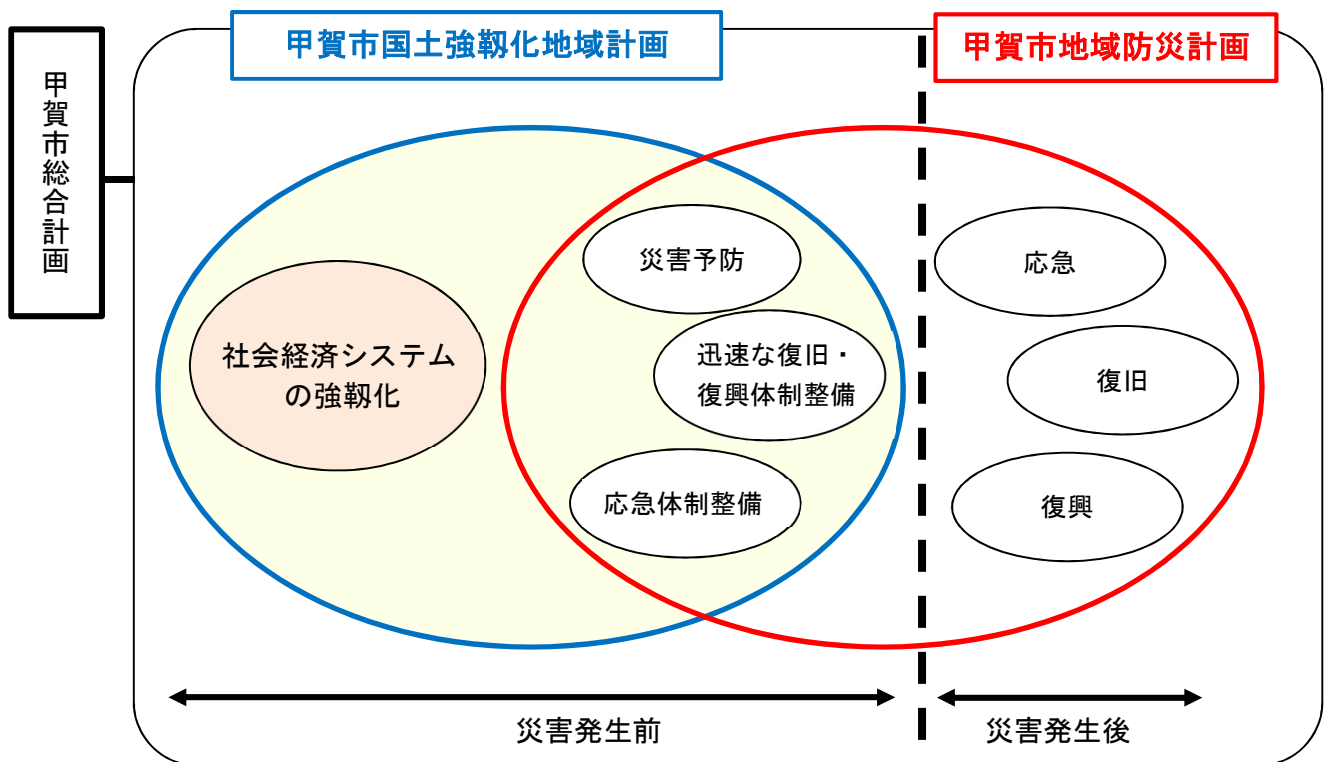 甲賀市総合計画
甲賀市国土強靱化地域計画
甲賀市地域防災計画
社会経済システム
の強靱化
災害予防
迅速な復旧・
復興体制整備
応急体制整備
応急
復旧
復興
災害発生前
災害発生後